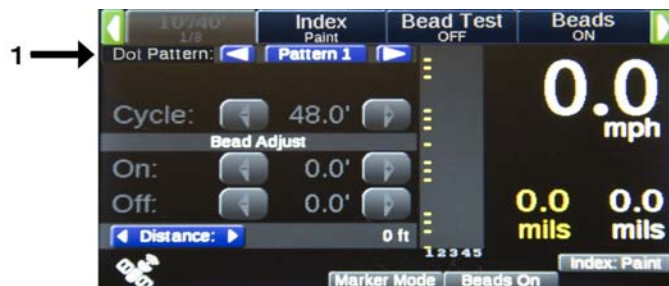 10'/40' Index Bead Test Beads
1/8 Paint OFF ON
1
Dot Pattern: Pattern 1
0.0
mph
Cycle: 48.0'
Bead Adjust
On: 0.0'
Off: 0.0'
0.0 0.0
mils mils
Distance: 0 ft
12345
Index: Paint
Marker Mode Beads On